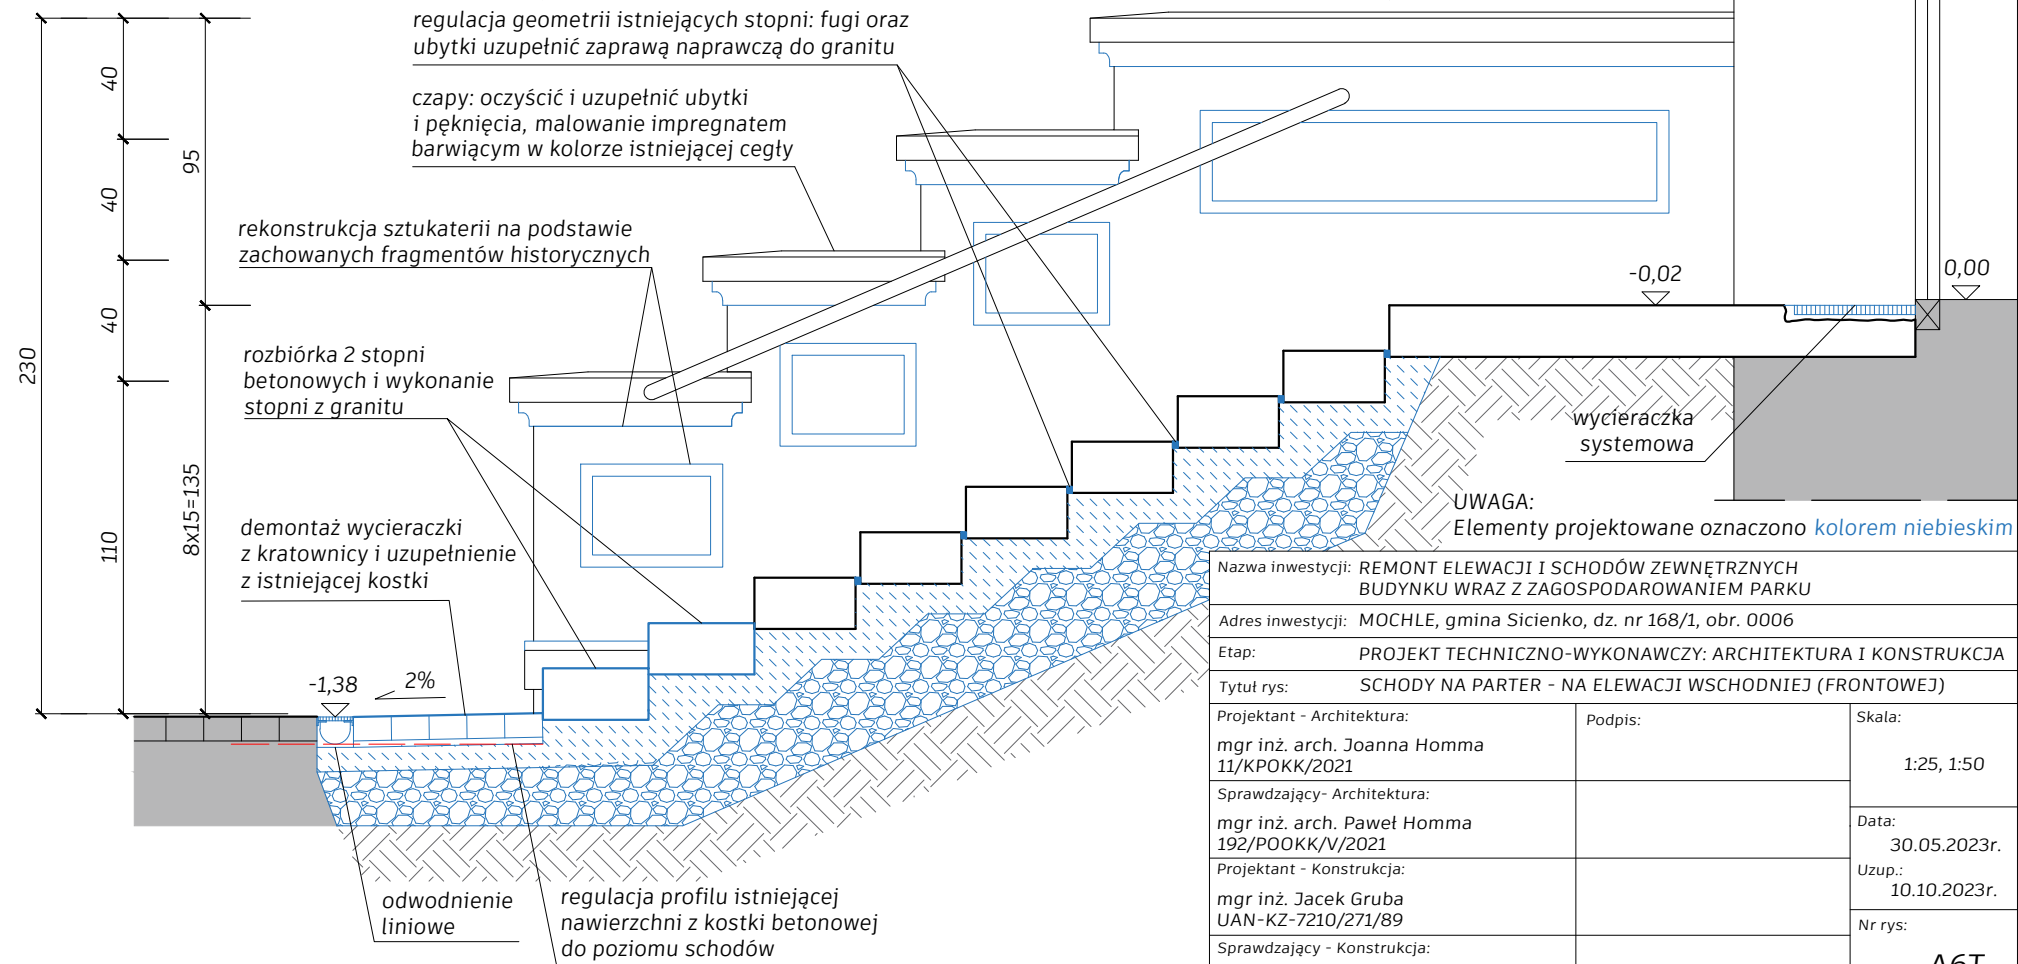 regulacja geometrii istniejących stopni: fugi oraz
ubytki uzupełnić zaprawą naprawczą do granitu
czapy: oczyścić i uzupełnić ubytki
i pęknięcia, malowanie impregnatem
barwiącym w kolorze istniejącej cegły
rekonstrukcja sztukaterii na podstawie
zachowanych fragmentów historycznych
rozbiórka 2 stopni
betonowych i wykonanie
stopni z granitu
demontaż wycieraczki
z kratownicy i uzupełnienie
z istniejącej kostki
230
40
40
40
110
95
8x15=135
-1,38
2%
-0,02
0,00
wycieraczka
systemowa
odwodnienie
liniowe
regulacja profilu istniejącej
nawierzchni z kostki betonowej
do poziomu schodów
UWAGA:
Elementy projektowane oznaczono kolorem niebieskim
Nazwa inwestycji: REMONT ELEWACJI I SCHODÓW ZEWNĘTRZNYCH
BUDYNKU WRAZ Z ZAGOSPODAROWANIEM PARKU
Adres inwestycji: MOCHLE, gmina Sicienko, dz. nr 168/1, obr. 0006
Etap: PROJEKT TECHNICZNO-WYKONAWCZY: ARCHITEKTURA I KONSTRUKCJA
Tytuł rys: SCHODY NA PARTER - NA ELEWACJI WSCHODNIEJ (FRONTOWEJ)
Projektant - Architektura:
mgr inż. arch. Joanna Homma
11/KPOKK/2021
Podpis:
Skala:
1:25, 1:50
Sprawdzający- Architektura:
mgr inż. arch. Paweł Homma
192/POOKK/V/2021
Data:
30.05.2023r.
Uzup.:
10.10.2023r.
Projektant - Konstrukcja:
mgr inż. Jacek Gruba
UAN-KZ-7210/271/89
Nr rys:
A6T
Sprawdzający - Konstrukcja: